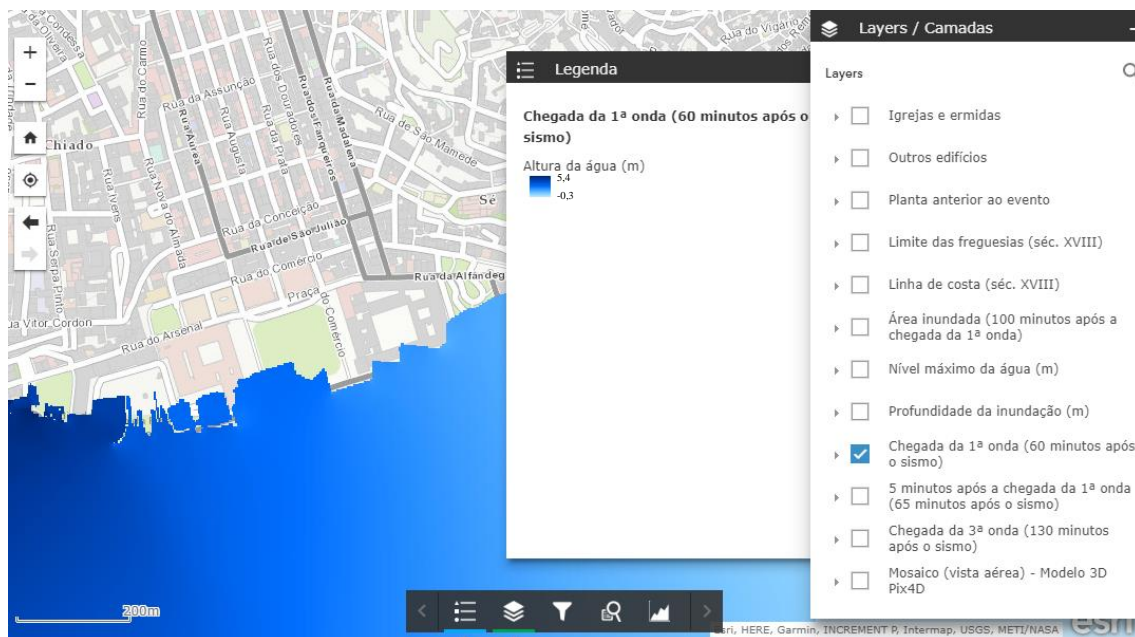 Rua do Carmo
Rua da Assunção
Rua dos Douradores
Rua dos Fanqueiros
Rua da Madalena
Rua de São Mamede
Rua do Vigário
Chiado
Rua Áurea
Rua Augusta
Rua da Prata
Sé
Rua Ivens
Rua Nova do Almada
Rua da Conceição
Rua de São Julião
Rua Serpa Pinto
Rua do Comércio
Rua da Alfândeg
Praça do Comércio
ua Vitor Cordon
Rua do Arsenal
200m
Legenda
Chegada da 1ª onda (60 minutos após o
sismo)
Altura da água (m)
5,4
-0,3
Layers / Camadas
Layers
Igrejas e ermidas
Outros edifícios
Planta anterior ao evento
Limite das freguesias (séc. XVIII)
Linha de costa (séc. XVIII)
Área inundada (100 minutos após a
chegada da 1ª onda)
Nível máximo da água (m)
Profundidade da inundação (m)
Chegada da 1ª onda (60 minutos após
o sismo)
5 minutos após a chegada da 1ª onda
(65 minutos após o sismo)
Chegada da 3ª onda (130 minutos
após o sismo)
Mosaico (vista aérea) - Modelo 3D
Pix4D
Esri, HERE, Garmin, INCREMENT P, Intermap, USGS, METI/NASA
esri